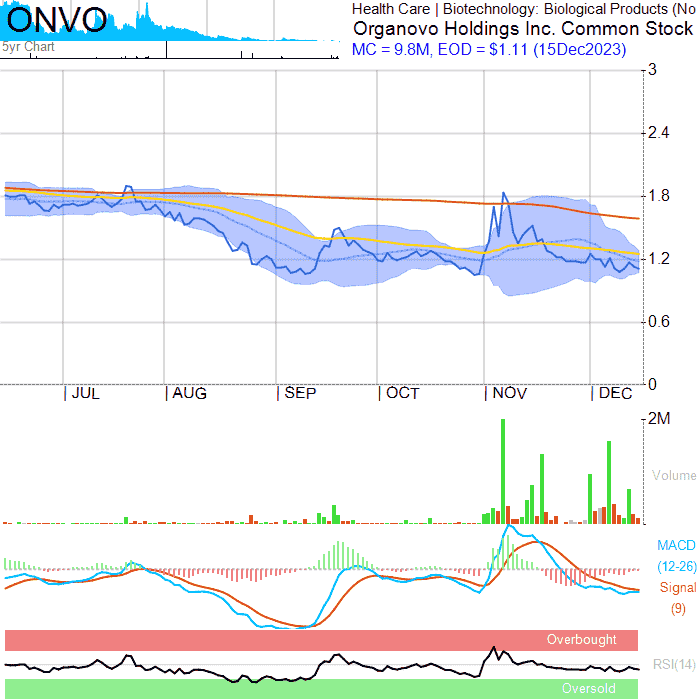 ONVO
5yr Chart
Health Care | Biotechnology: Biological Products (No
Organovo Holdings Inc. Common Stock
MC = 9.8M, EOD = $1.11 (15Dec2023)
3
2.4
1.8
1.2
0.6
0
JUL AUG SEP OCT NOV DEC
2M
Volume
MACD
(12-26)
Signal
(9)
Overbought
RSI(14)
Oversold